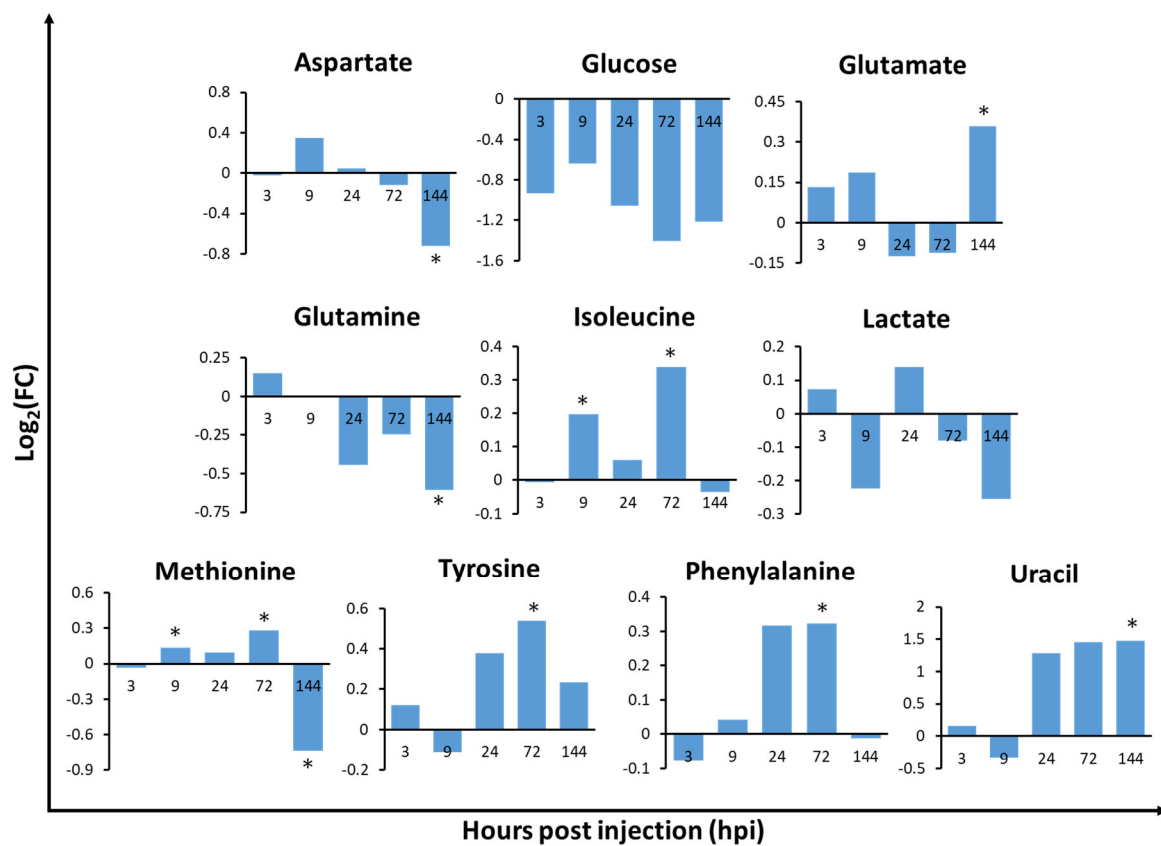 Log2(FC)
Aspartate
0.8
0.4
0
-0.4
-0.8
3 9 24 72 144
*
Glucose
0
-0.4
-0.8
-1.2
-1.6
3 9 24 72 144
Glutamate
0.45
0.3
0.15
0
-0.15
*
3 9 24 72 144
Glutamine
0.25
0
-0.25
-0.5
-0.75
3 9 24 72 144
*
Isoleucine
0.4
0.3
0.2
0.1
0
-0.1
* *
3 9 24 72 144
Lactate
0.2
0.1
0
-0.1
-0.2
-0.3
3 9 24 72 144
Methionine
0.6
0.3
0
-0.3
-0.6
-0.9
* *
3 9 24 72 144
*
Tyrosine
0.6
0.4
0.2
0
-0.2
*
3 9 24 72 144
Phenylalanine
0.4
0.3
0.2
0.1
0
-0.1
*
3 9 24 72 144
Uracil
2
1.5
1
0.5
0
-0.5
*
3 9 24 72 144
Hours post injection (hpi)